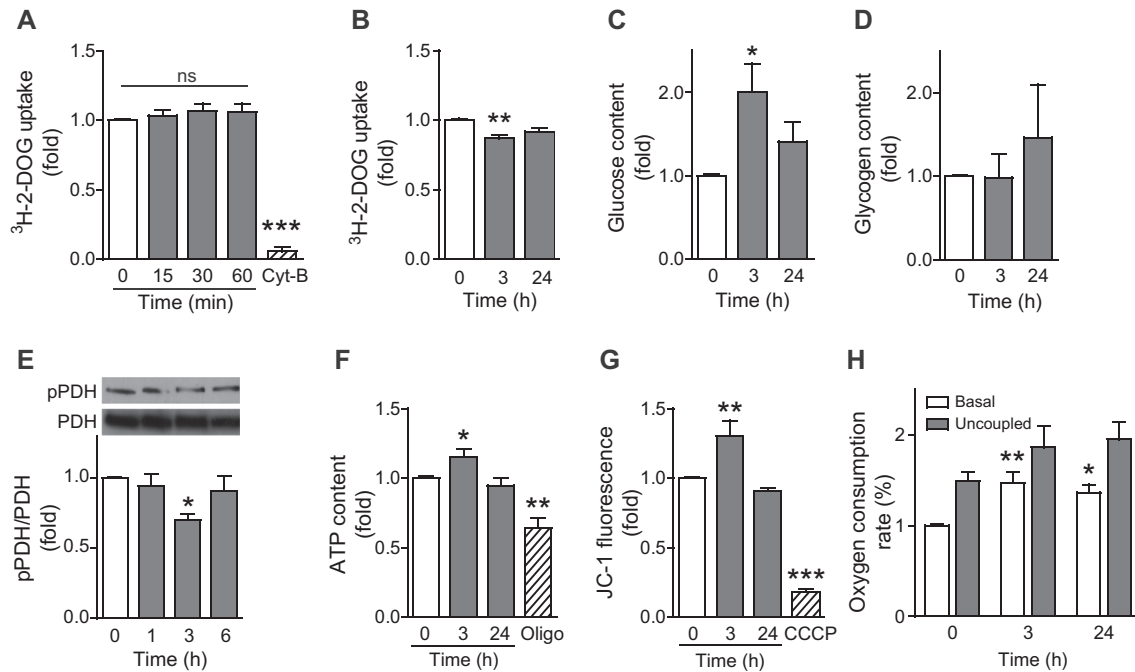 A
³H-2-DOG uptake
(fold)
1.5
1.0
0.5
0.0
ns
***
0 15 30 60 Cyt-B
Time (min)
B
³H-2-DOG uptake
(fold)
1.5
1.0
0.5
0.0
**
0 3 24
Time (h)
C
Glucose content
(fold)
2.0
1.0
0.0
*
0 3 24
Time (h)
D
Glycogen content
(fold)
2.0
1.0
0.0
0 3 24
Time (h)
E
pPDH
PDH
pPDH/PDH
(fold)
1.0
0.5
0.0
*
0 1 3 6
Time (h)
F
ATP content
(fold)
1.5
1.0
0.5
0.0
*
**
0 3 24 Oligo
Time (h)
G
JC-1 fluorescence
(fold)
1.5
1.0
0.5
0.0
**
***
0 3 24 CCCP
Time (h)
H
Oxygen consumption
rate (%)
2
1
0
Basal
Uncoupled
**
*
0 3 24
Time (h)